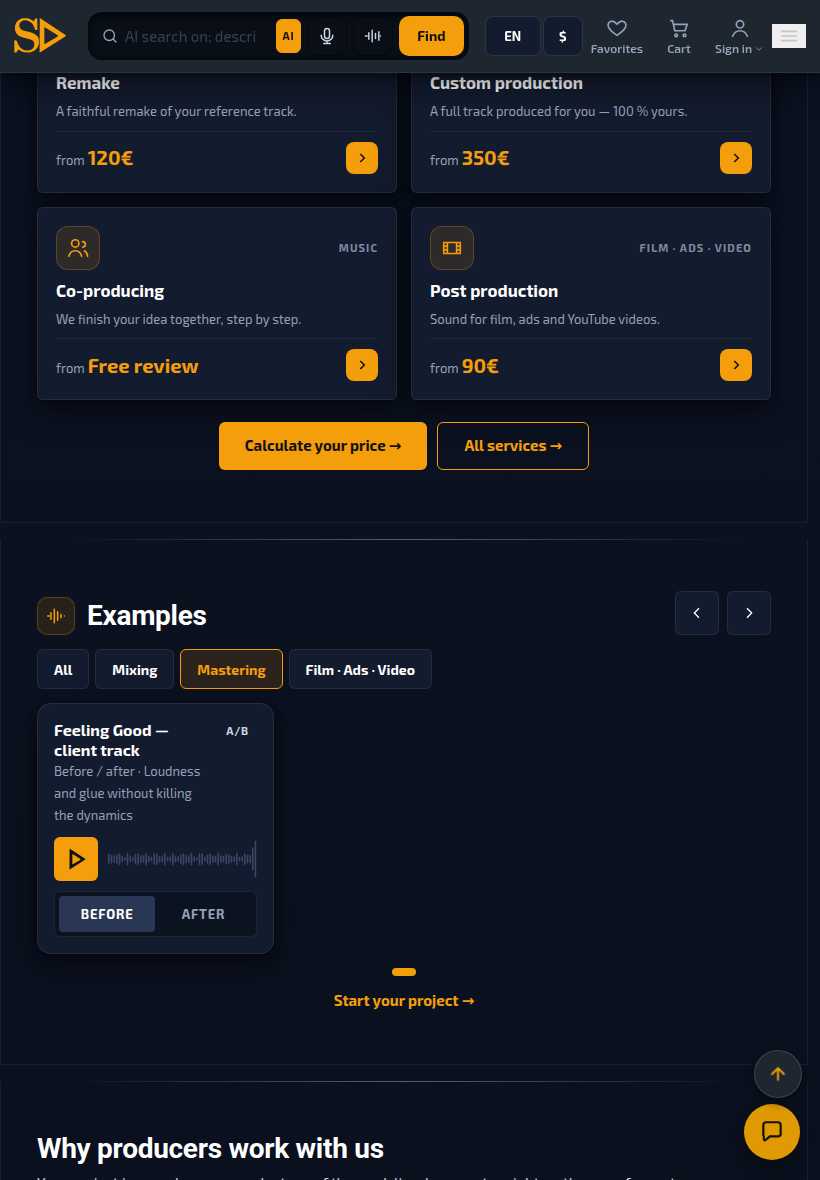 AI search on: descri
AI
Find
EN
$
Favorites
Cart
Sign in
Remake
A faithful remake of your reference track.
from 120€
Custom production
A full track produced for you — 100 % yours.
from 350€
MUSIC
Co-producing
We finish your idea together, step by step.
from Free review
FILM · ADS · VIDEO
Post production
Sound for film, ads and YouTube videos.
from 90€
Calculate your price →
All services →
Examples
All
Mixing
Mastering
Film · Ads · Video
Feeling Good —
client track
A/B
Before / after · Loudness
and glue without killing
the dynamics
BEFORE
AFTER
Start your project →
Why producers work with us